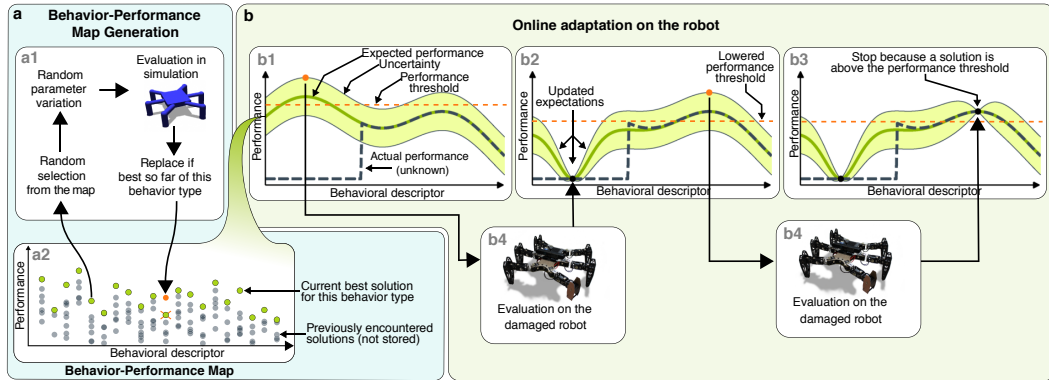 a
Behavior-Performance
Map Generation
a1
Random
parameter
variation
Evaluation in
simulation
Random
selection
from the map
Replace if
best so far of this
behavior type
a2
Performance
Current best solution
for this behavior type
Previously encountered
solutions (not stored)
Behavioral descriptor
Behavior-Performance Map
b
Online adaptation on the robot
b1
Expected performance
Uncertainty
Performance
threshold
Performance
Actual performance
(unknown)
Behavioral descriptor
b2
Updated
expectations
Lowered
performance
threshold
Performance
Behavioral descriptor
b3
Stop because a solution is
above the performance threshold
Performance
Behavioral descriptor
b4
Evaluation on the
damaged robot
b4
Evaluation on the
damaged robot